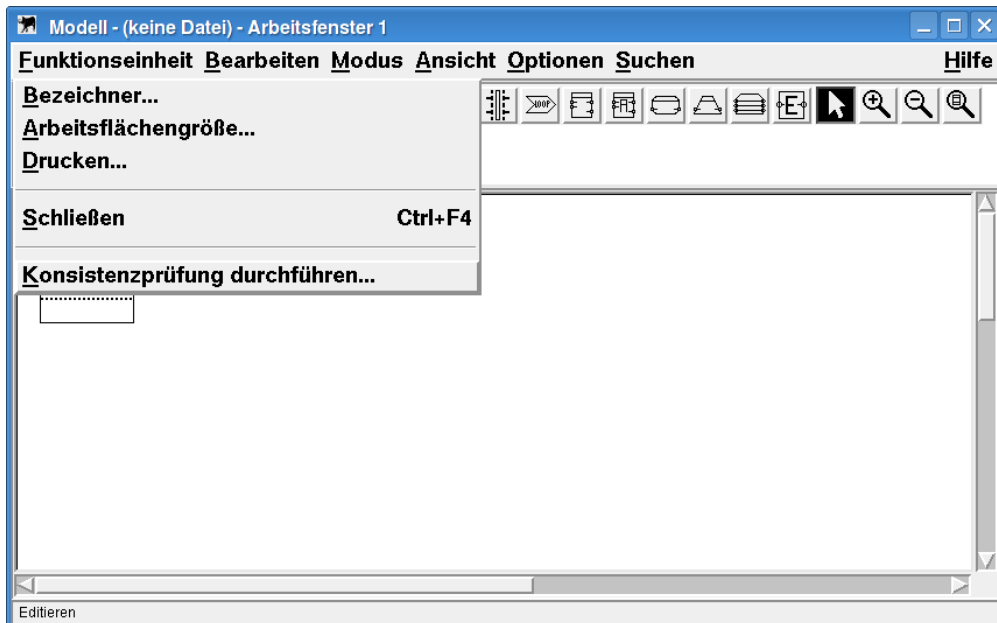 Modell - (keine Datei) - Arbeitsfenster 1
Funktionseinheit Bearbeiten Modus Ansicht Optionen Suchen Hilfe
Bezeichner...
Arbeitsflächengröße...
Drucken...
Schließen Ctrl+F4
Konsistenzprüfung durchführen...
Editieren